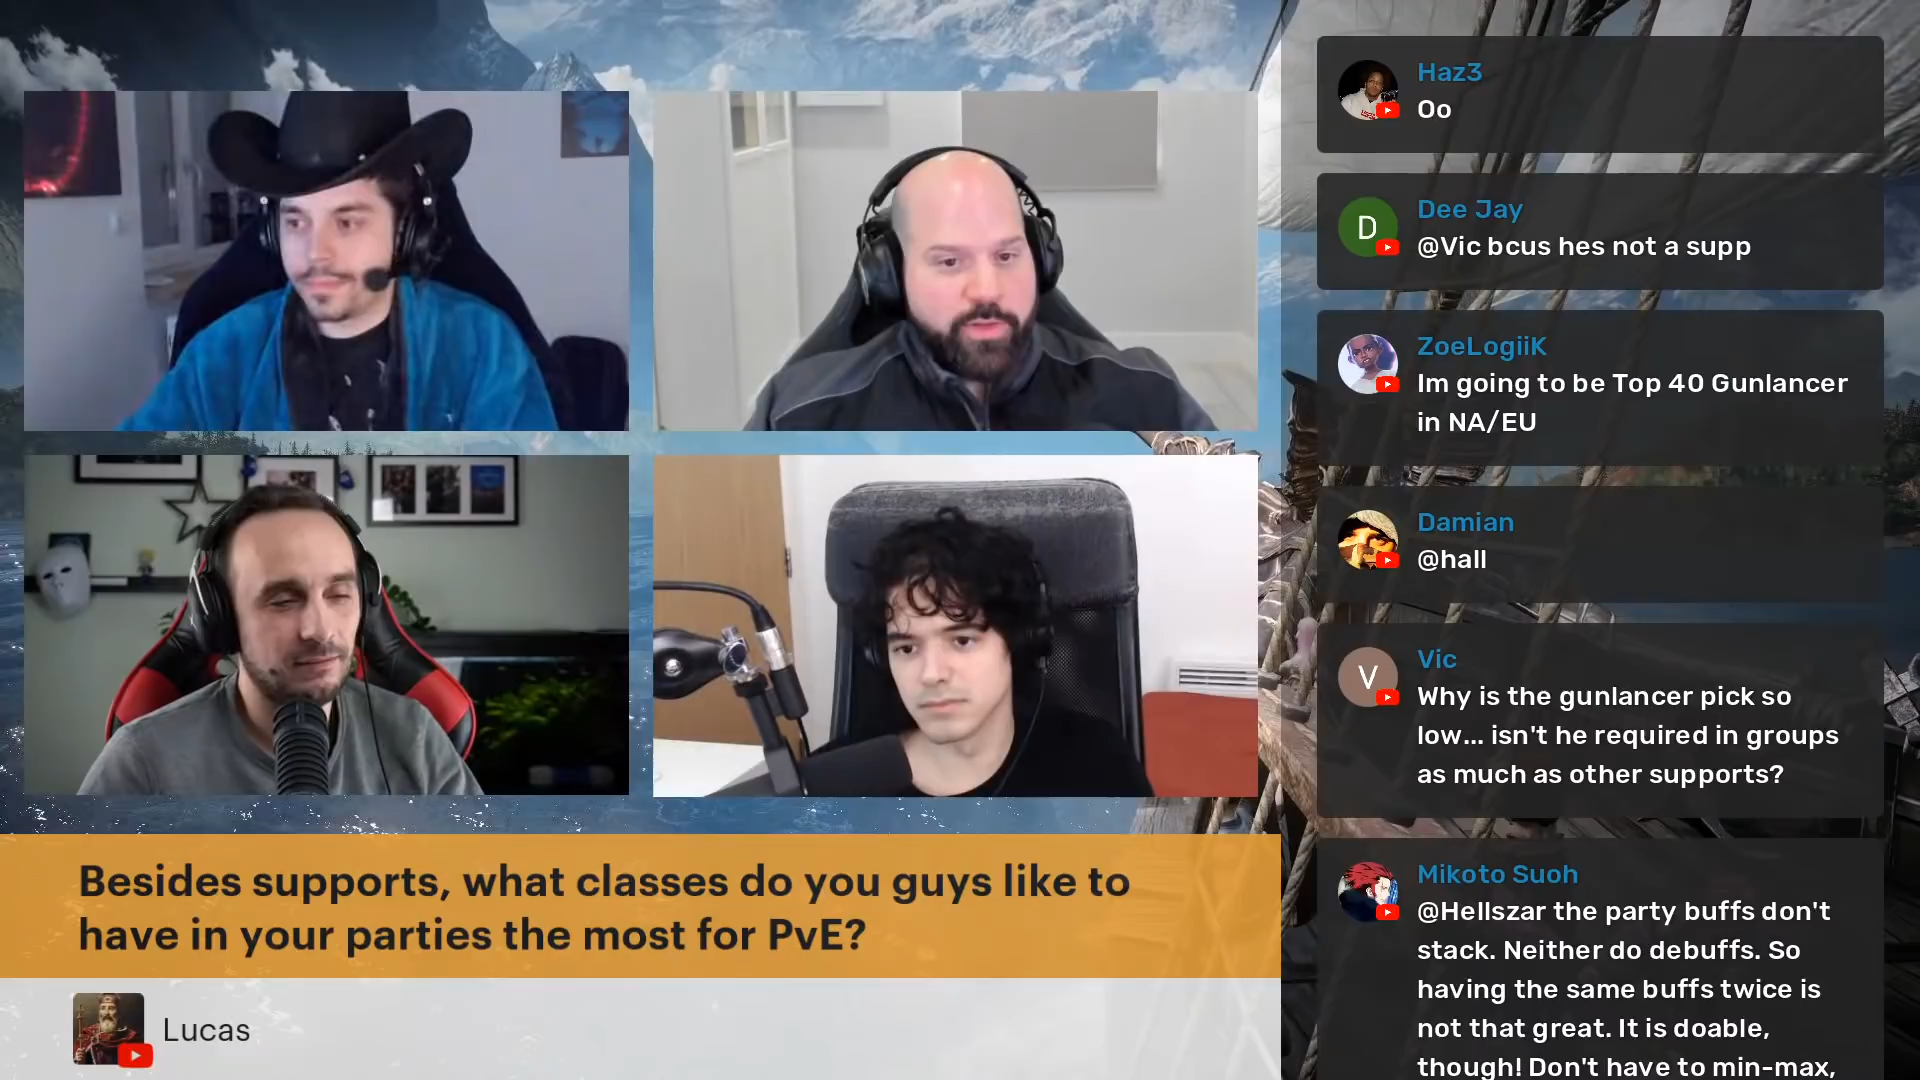 Haz3
Oo
Dee Jay
D
@Vic bcus hes not a supp
ZoeLogiiK
Im going to be Top 40 Gunlancer
in NA/EU
Damian
@hall
Vic
V
Why is the gunlancer pick so
low... isn't he required in groups
as much as other supports?
Mikoto Suoh
@Hellszar the party buffs don't
stack. Neither do debuffs. So
having the same buffs twice is
not that great. It is doable,
though! Don't have to min-max,
Besides supports, what classes do you guys like to
have in your parties the most for PvE?
Lucas